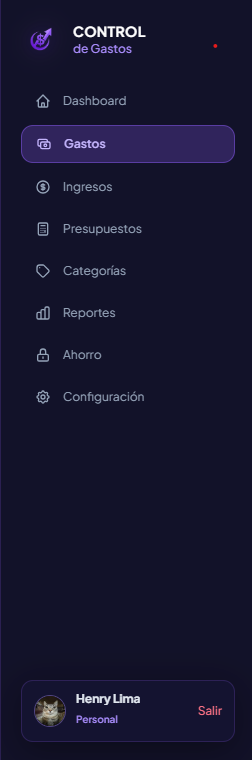 CONTROL
de Gastos
Dashboard
Gastos
Ingresos
Presupuestos
Categorías
Reportes
Ahorro
Configuración
Henry Lima
Personal
Salir